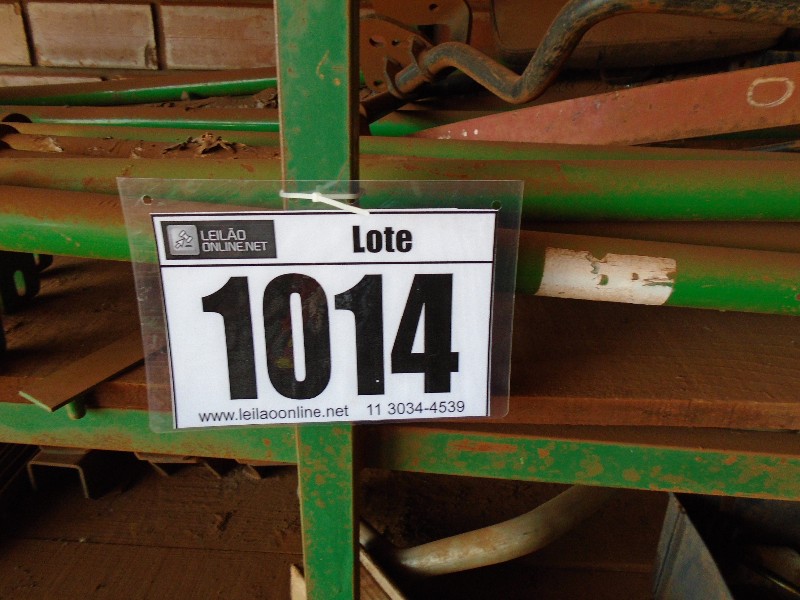 LEILÃO
ONLINE.NET
Lote
1014
www.leilaoonline.net 11 3034-4539